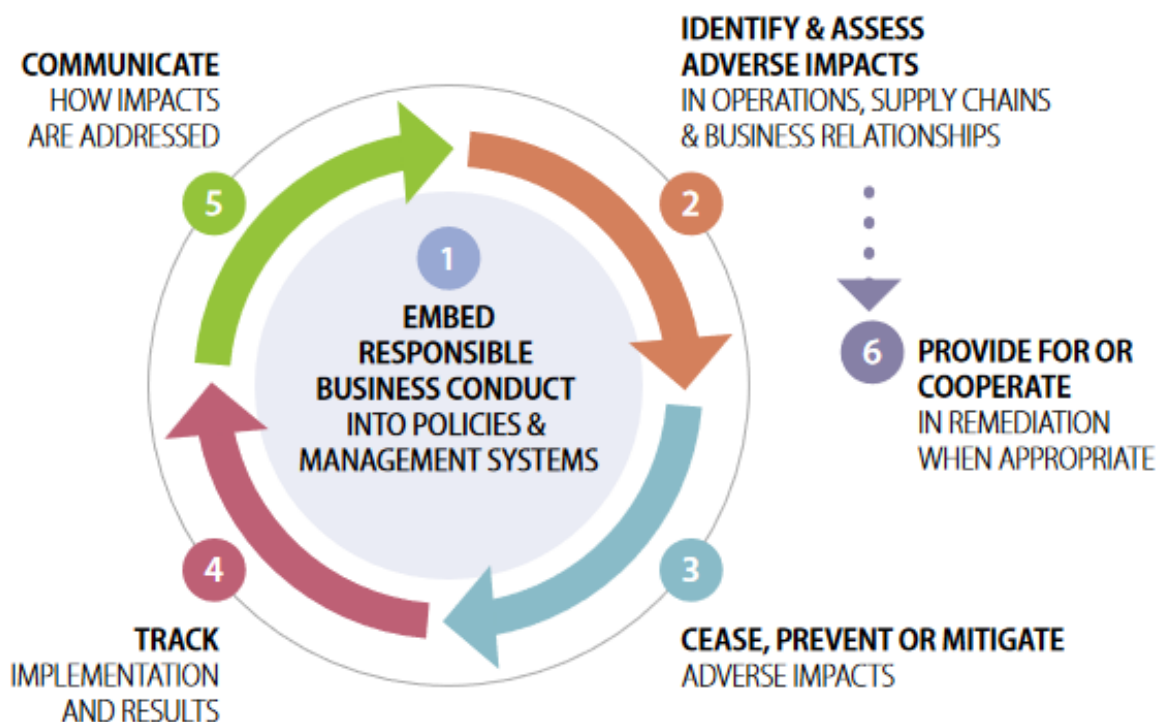 COMMUNICATE
HOW IMPACTS
ARE ADDRESSED
5
IDENTIFY & ASSESS
ADVERSE IMPACTS
IN OPERATIONS, SUPPLY CHAINS
& BUSINESS RELATIONSHIPS
2
1
EMBED
RESPONSIBLE
BUSINESS CONDUCT
INTO POLICIES &
MANAGEMENT SYSTEMS
6
PROVIDE FOR OR
COOPERATE
IN REMEDIATION
WHEN APPROPRIATE
4
TRACK
IMPLEMENTATION
AND RESULTS
3
CEASE, PREVENT OR MITIGATE
ADVERSE IMPACTS